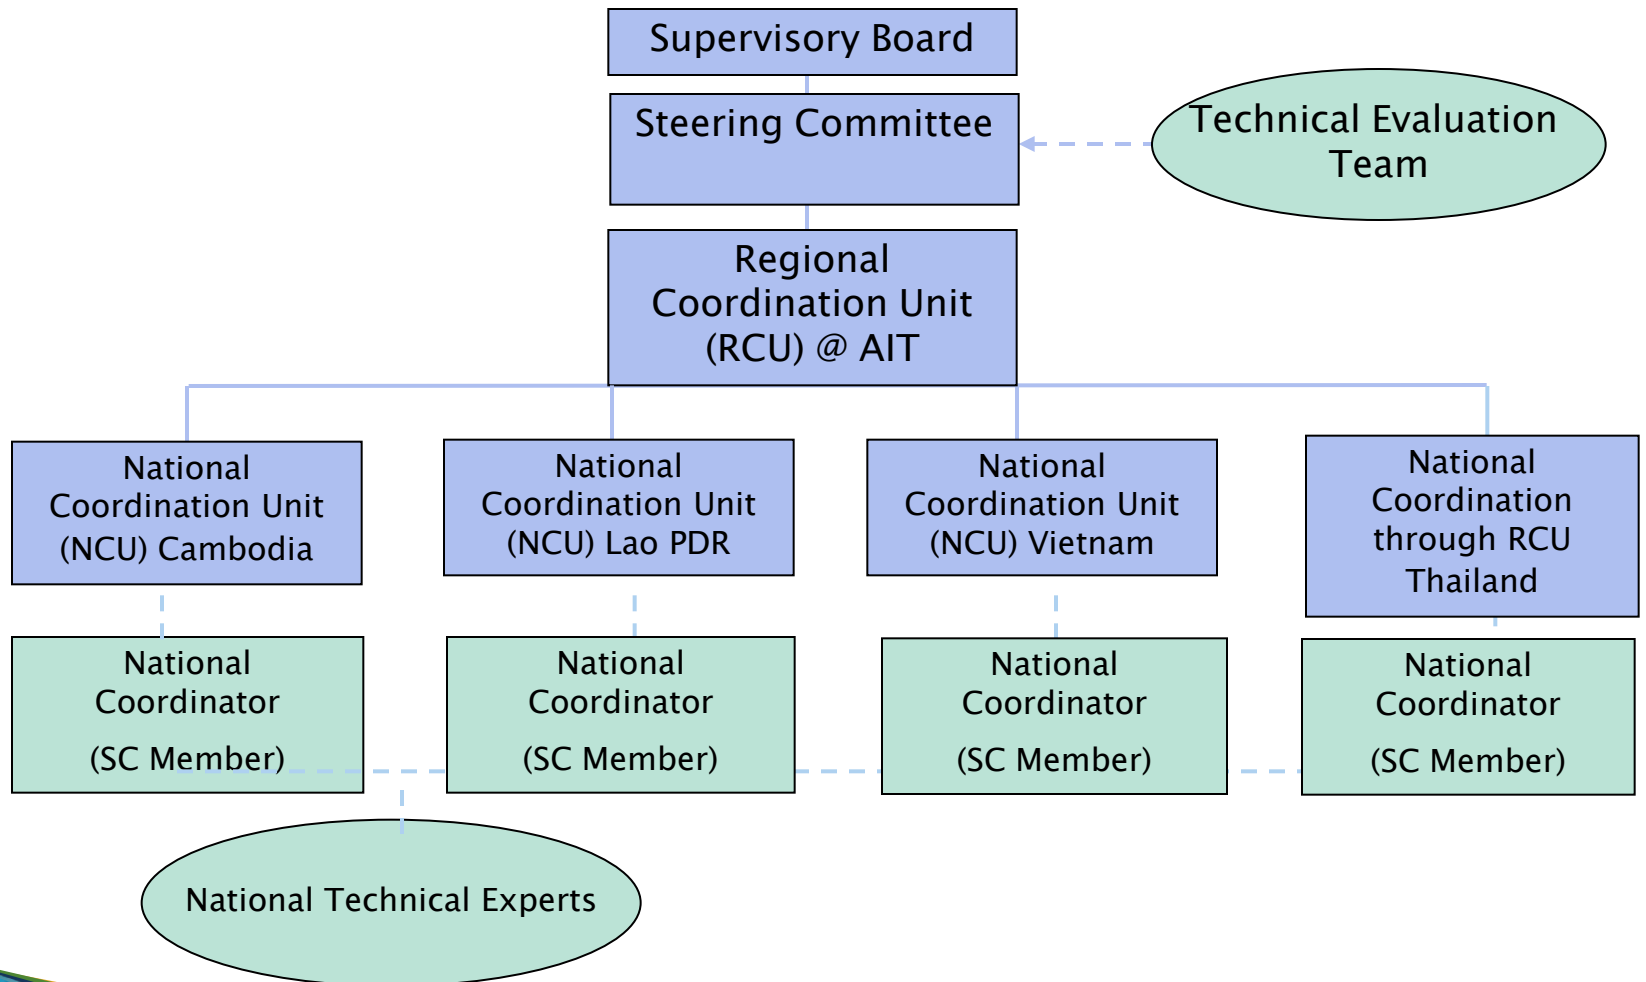 Supervisory Board
Steering Committee
Technical Evaluation
Team
Regional
Coordination Unit
(RCU) @ AIT
National
Coordination Unit
(NCU) Cambodia
National
Coordination Unit
(NCU) Lao PDR
National
Coordination Unit
(NCU) Vietnam
National
Coordination
through RCU
Thailand
National
Coordinator
(SC Member)
National
Coordinator
(SC Member)
National
Coordinator
(SC Member)
National
Coordinator
(SC Member)
National Technical Experts